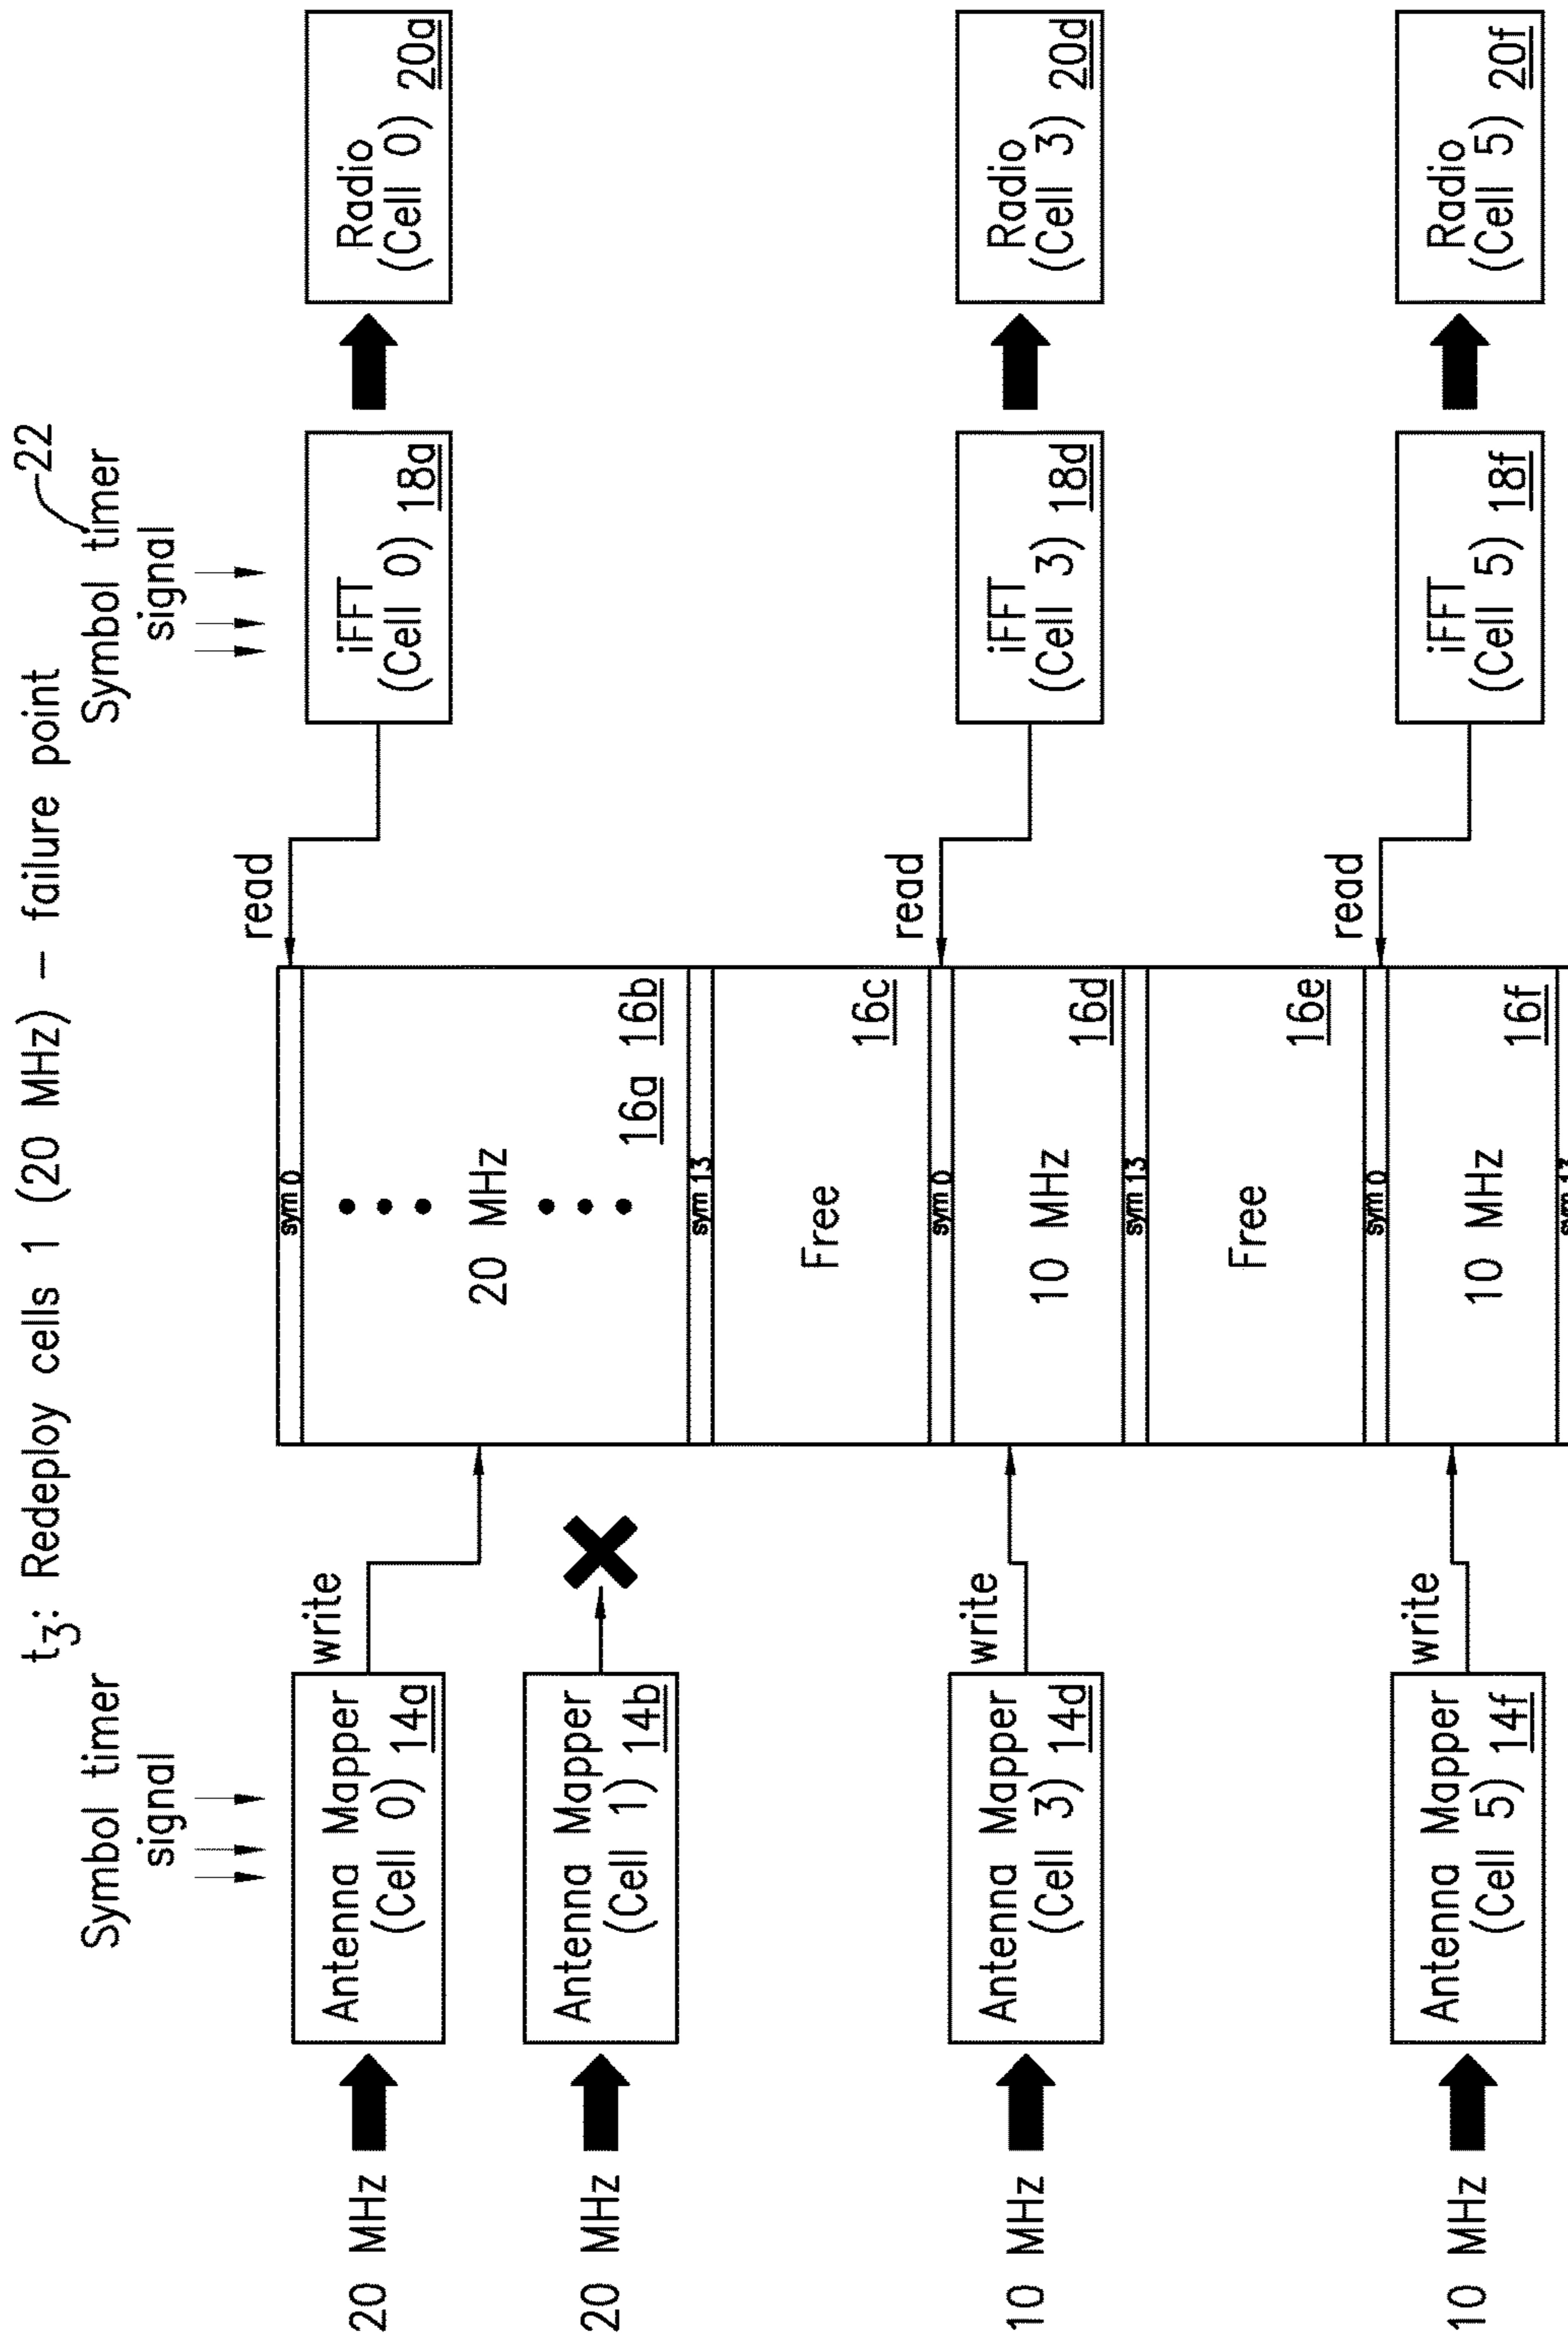 t3: Redeploy cells 1 (20 MHz) – failure point
Symbol timer
signal
Symbol timer
signal
22
20 MHz
Antenna Mapper
(Cell 0) 14a
write
20 MHz
Antenna Mapper
(Cell 1) 14b
10 MHz
Antenna Mapper
(Cell 3) 14d
write
10 MHz
Antenna Mapper
(Cell 5) 14f
write
sym 0
20 MHz
16a 16b
sym 13
Free
16c
sym 0
10 MHz
16d
sym 13
Free
16e
sym 0
10 MHz
16f
sym 13
read
iFFT
(Cell 0) 18a
Radio
(Cell 0) 20a
read
iFFT
(Cell 3) 18d
Radio
(Cell 3) 20d
read
iFFT
(Cell 5) 18f
Radio
(Cell 5) 20f